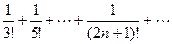 1/3! + 1/5! + ··· + 1/(2n+1)! + ···